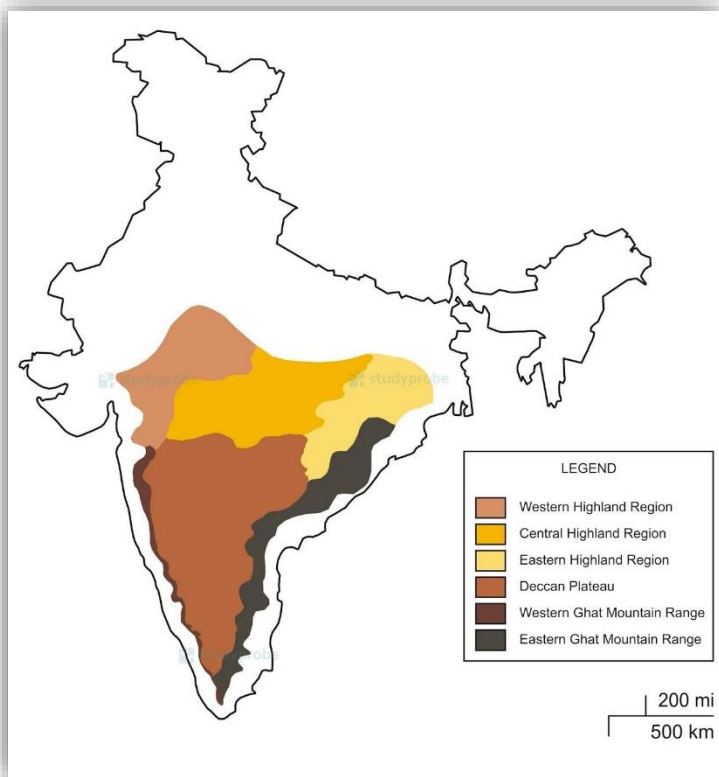 studyprobe
studyprobe
LEGEND
Western Highland Region
Central Highland Region
Eastern Highland Region
Deccan Plateau
Western Ghat Mountain Range
Eastern Ghat Mountain Range
studyprobe
200 mi
500 km